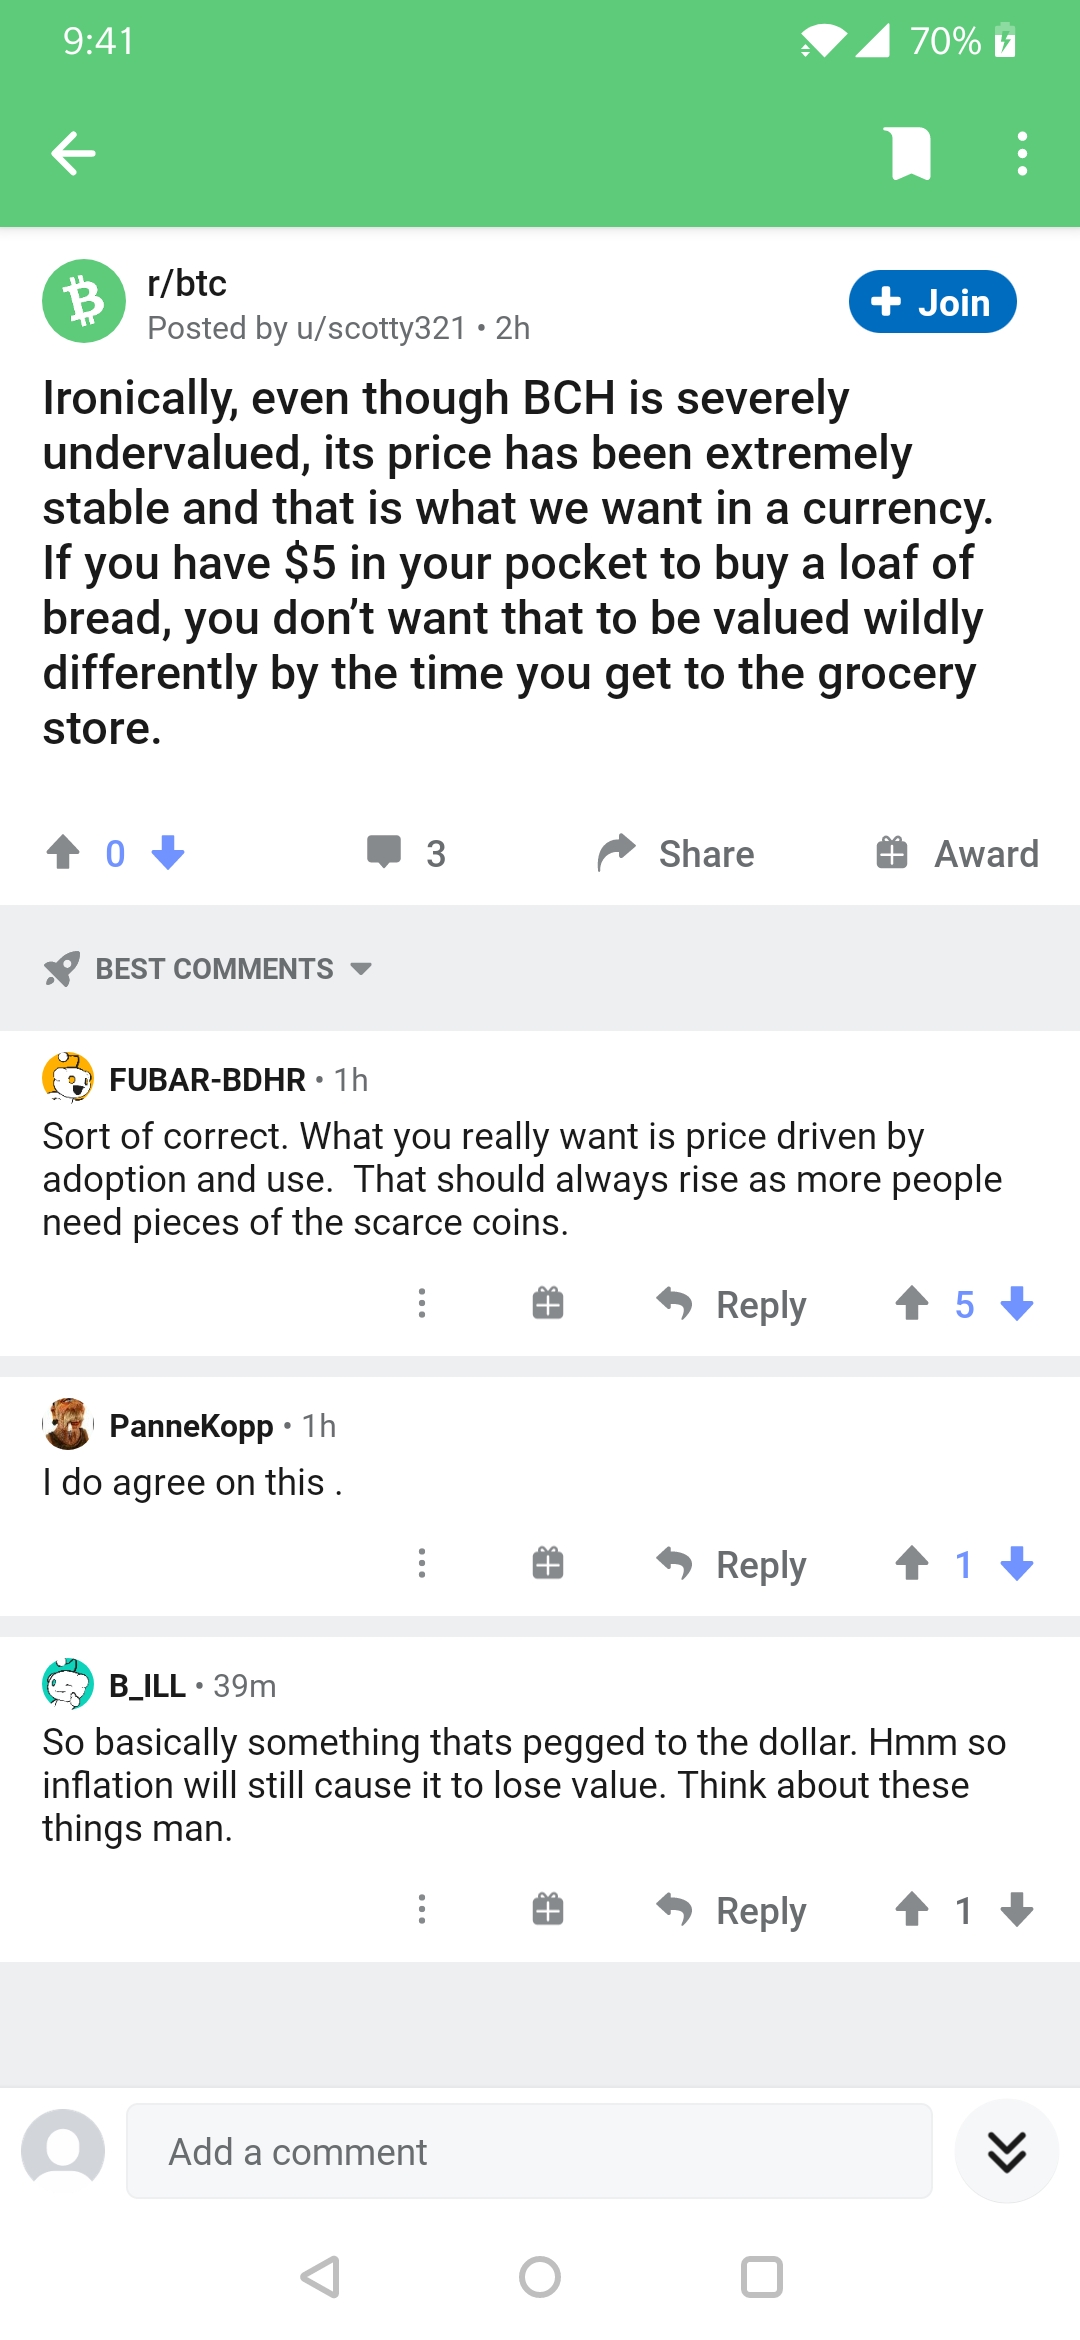 9:41
70%
r/btc
Posted by u/scotty321 • 2h
+ Join
Ironically, even though BCH is severely
undervalued, its price has been extremely
stable and that is what we want in a currency.
If you have $5 in your pocket to buy a loaf of
bread, you don’t want that to be valued wildly
differently by the time you get to the grocery
store.
0
3
Share
Award
BEST COMMENTS
FUBAR-BDHR • 1h
Sort of correct. What you really want is price driven by
adoption and use.  That should always rise as more people
need pieces of the scarce coins.
Reply
5
PanneKopp • 1h
I do agree on this .
Reply
1
B_ILL • 39m
So basically something thats pegged to the dollar. Hmm so
inflation will still cause it to lose value. Think about these
things man.
Reply
1
Add a comment